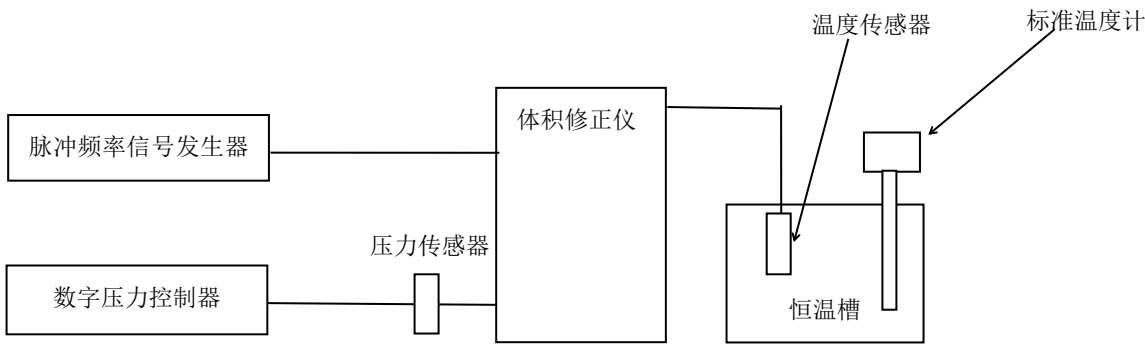 温度传感器
标准温度计
体积修正仪
脉冲频率信号发生器
压力传感器
数字压力控制器
恒温槽